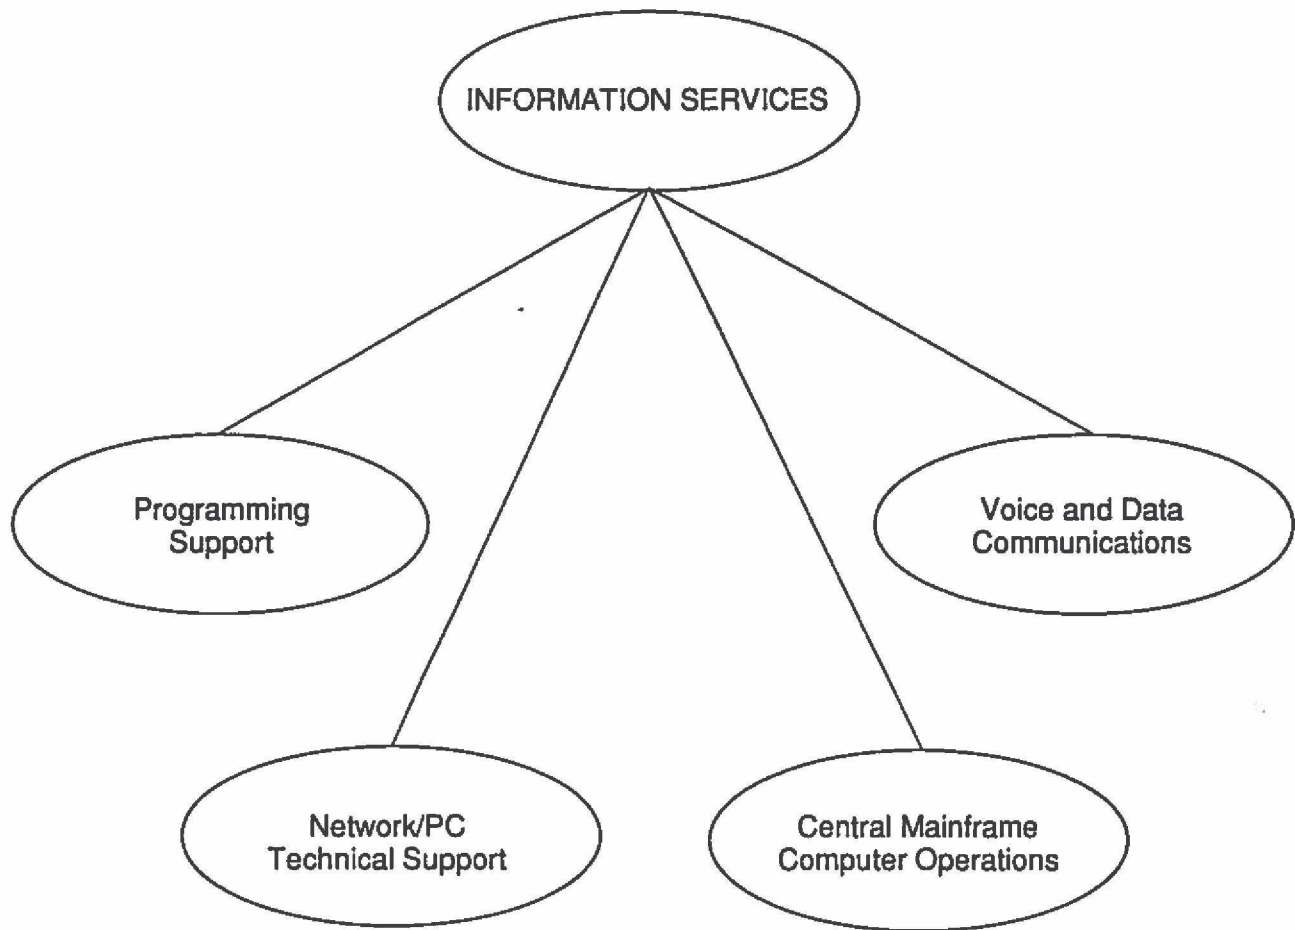 INFORMATION SERVICES
Programming
Support
Voice and Data
Communications
Network/PC
Technical Support
Central Mainframe
Computer Operations